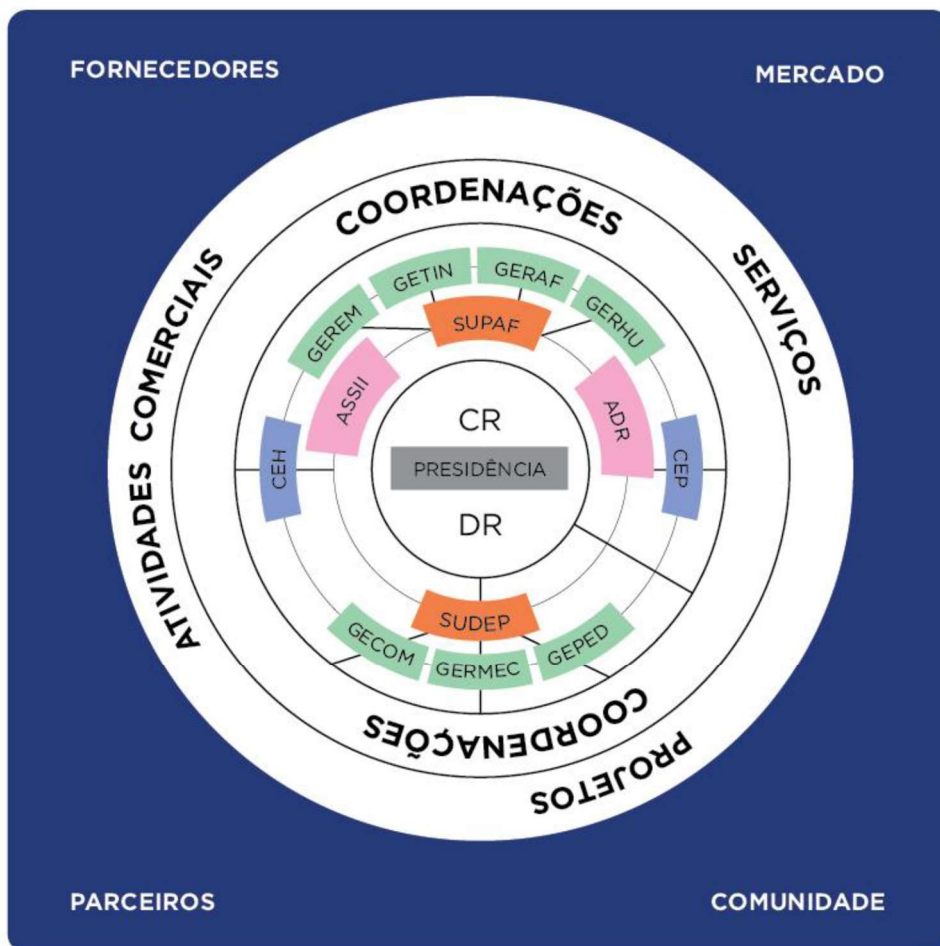 FORNECEDORES
MERCADO
COORDENAÇÕES
SERVIÇOS
ATIVIDADES COMERCIAIS
GEREM
GETIN
GERAF
GERHU
SUPAF
ASSII
ADR
CEH
CEP
CR
PRESIDÊNCIA
DR
SUDEP
GECOM
GERMEC
GEPED
COORDENAÇÕES
PROJETOS
PARCEIROS
COMUNIDADE